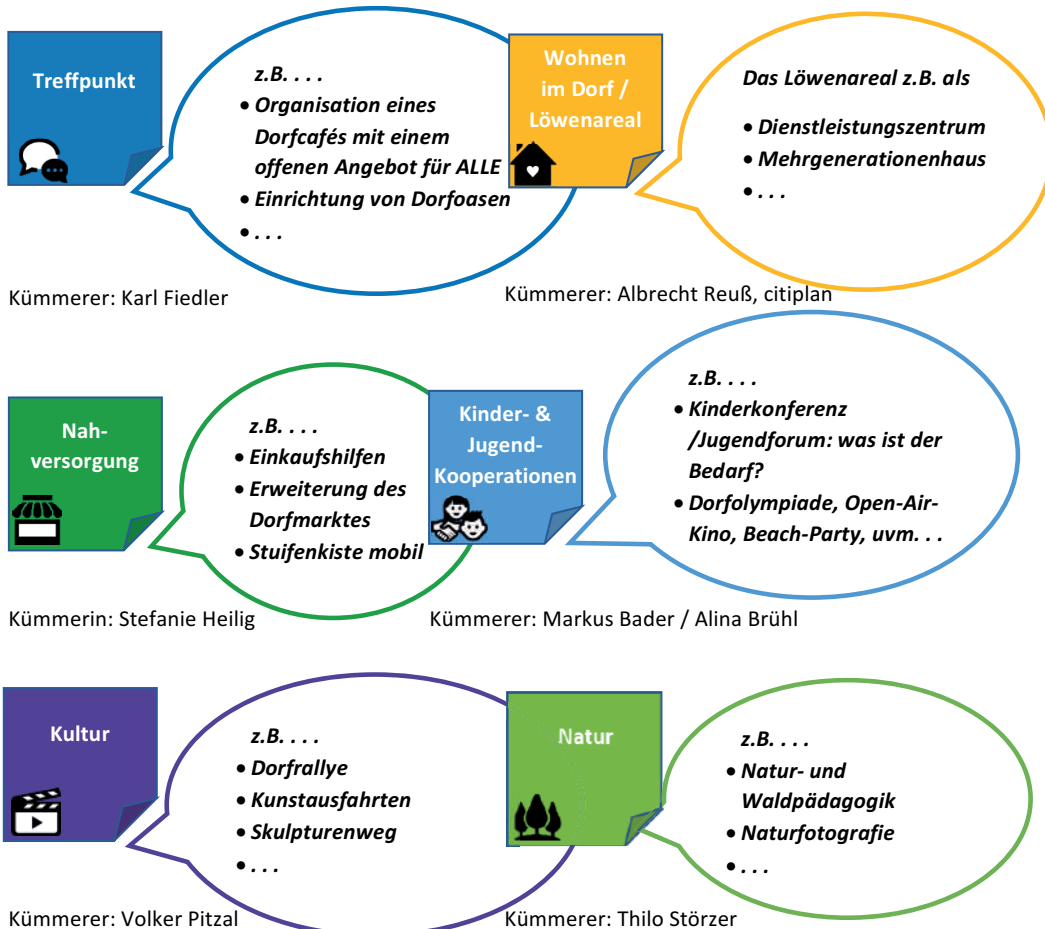 Treffpunkt
z.B. . . .
• Organisation eines
Dorfcafés mit einem
offenen Angebot für ALLE
• Einrichtung von Dorfoasen
• . . .
Kümmerer: Karl Fiedler
Wohnen
im Dorf /
Löwenareal
Das Löwenareal z.B. als
• Dienstleistungszentrum
• Mehrgenerationenhaus
• . . .
Kümmerer: Albrecht Reuß, citiplan
Nah-
versorgung
z.B. . . .
• Einkaufshilfen
• Erweiterung des
Dorfmarktes
• Stuifenkiste mobil
Kümmerin: Stefanie Heilig
Kinder- &
Jugend-
Kooperationen
z.B. . . .
• Kinderkonferenz
/Jugendforum: was ist der
Bedarf?
• Dorfolympiade, Open-Air-
Kino, Beach-Party, uvm. . .
Kümmerer: Markus Bader / Alina Brühl
Kultur
z.B. . . .
• Dorfrallye
• Kunstausfahrten
• Skulpturenweg
• . . .
Kümmerer: Volker Pitzal
Natur
z.B. . . .
• Natur- und
Waldpädagogik
• Naturfotografie
• . . .
Kümmerer: Thilo Störzer